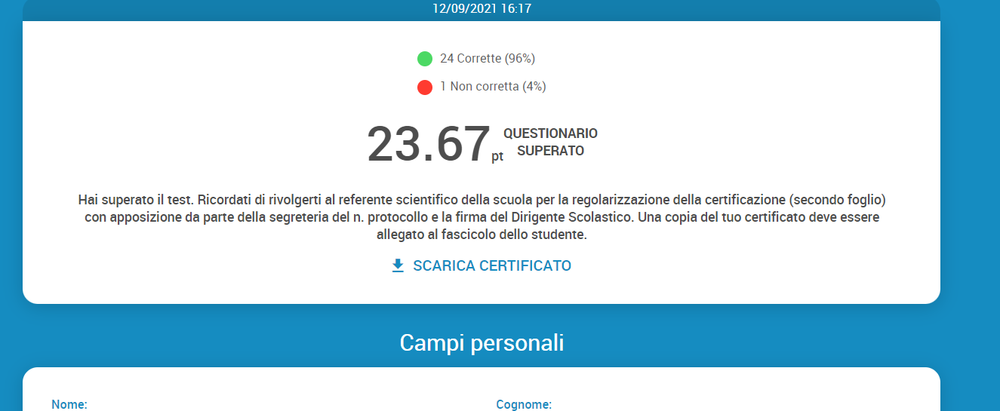 12/09/2021 16:17
24 Corrette (96%)
1 Non corretta (4%)
23.67 pt QUESTIONARIO
SUPERATO
Hai superato il test. Ricordati di rivolgerti al referente scientifico della scuola per la regolarizzazione della certificazione (secondo foglio)
con apposizione da parte della segreteria del n. protocollo e la firma del Dirigente Scolastico. Una copia del tuo certificato deve essere
allegato al fascicolo dello studente.
SCARICA CERTIFICATO
Campi personali
Nome: Cognome: